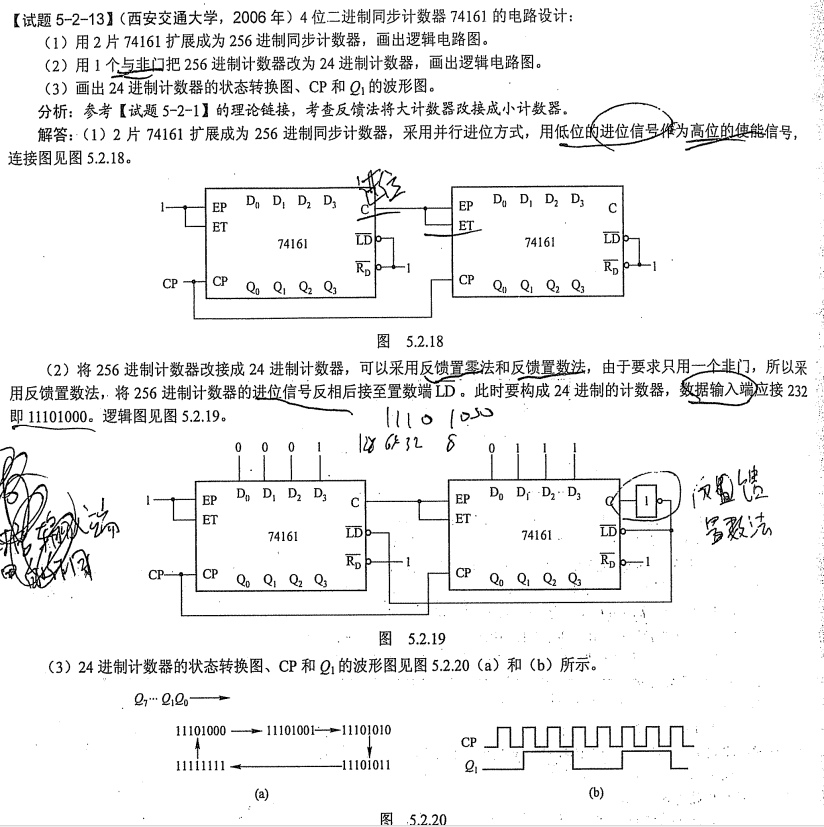 【试题 5-2-13】(西安交通大学，2006 年) 4 位二进制同步计数器 74161 的电路设计：
(1) 用 2 片 74161 扩展成为 256 进制同步计数器，画出逻辑电路图。
(2) 用 1 个与非门把 256 进制计数器改为 24 进制计数器，画出逻辑电路图。
(3) 画出 24 进制计数器的状态转换图、CP 和 Q₁ 的波形图。
分析：参考【试题 5-2-1】的理论链接，考查反馈法将大计数器改接成小计数器。
解答：(1) 2 片 74161 扩展成为 256 进制同步计数器，采用并行进位方式，用低位的进位信号作为高位的使能信号，
连接图见图 5.2.18。
进位
1 EP D₀ D₁ D₂ D₃ C EP D₀ D₁ D₂ D₃ C
ET ET
74161 L̅D̅ 74161 L̅D̅
R̅_D 1 R̅_D 1
CP CP Q₀ Q₁ Q₂ Q₃ CP Q₀ Q₁ Q₂ Q₃
图 5.2.18
(2) 将 256 进制计数器改接成 24 进制计数器，可以采用反馈置零法和反馈置数法，由于要求只用一个非门，所以采
用反馈置数法，将 256 进制计数器的进位信号反相后接至置数端 L̅D̅。此时要构成 24 进制的计数器，数据输入端应接 232
即 11101000。逻辑图见图 5.2.19。
1110 1000
128 64 32 8
0 0 0 1 0 1 1 1
1 EP D₀ D₁ D₂ D₃ C EP D₀ D₁ D₂ D₃ C 1
ET ET
74161 L̅D̅ 74161 L̅D̅
R̅_D 1 R̅_D 1
CP CP Q₀ Q₁ Q₂ Q₃ CP Q₀ Q₁ Q₂ Q₃
置数法
图 5.2.19
(3) 24 进制计数器的状态转换图、CP 和 Q₁ 的波形图见图 5.2.20 (a) 和 (b) 所示。
Q₇…Q₁Q₀
11101000 11101001 11101010
11111111 11101011
CP
Q₁
(a) (b)
图 5.2.20